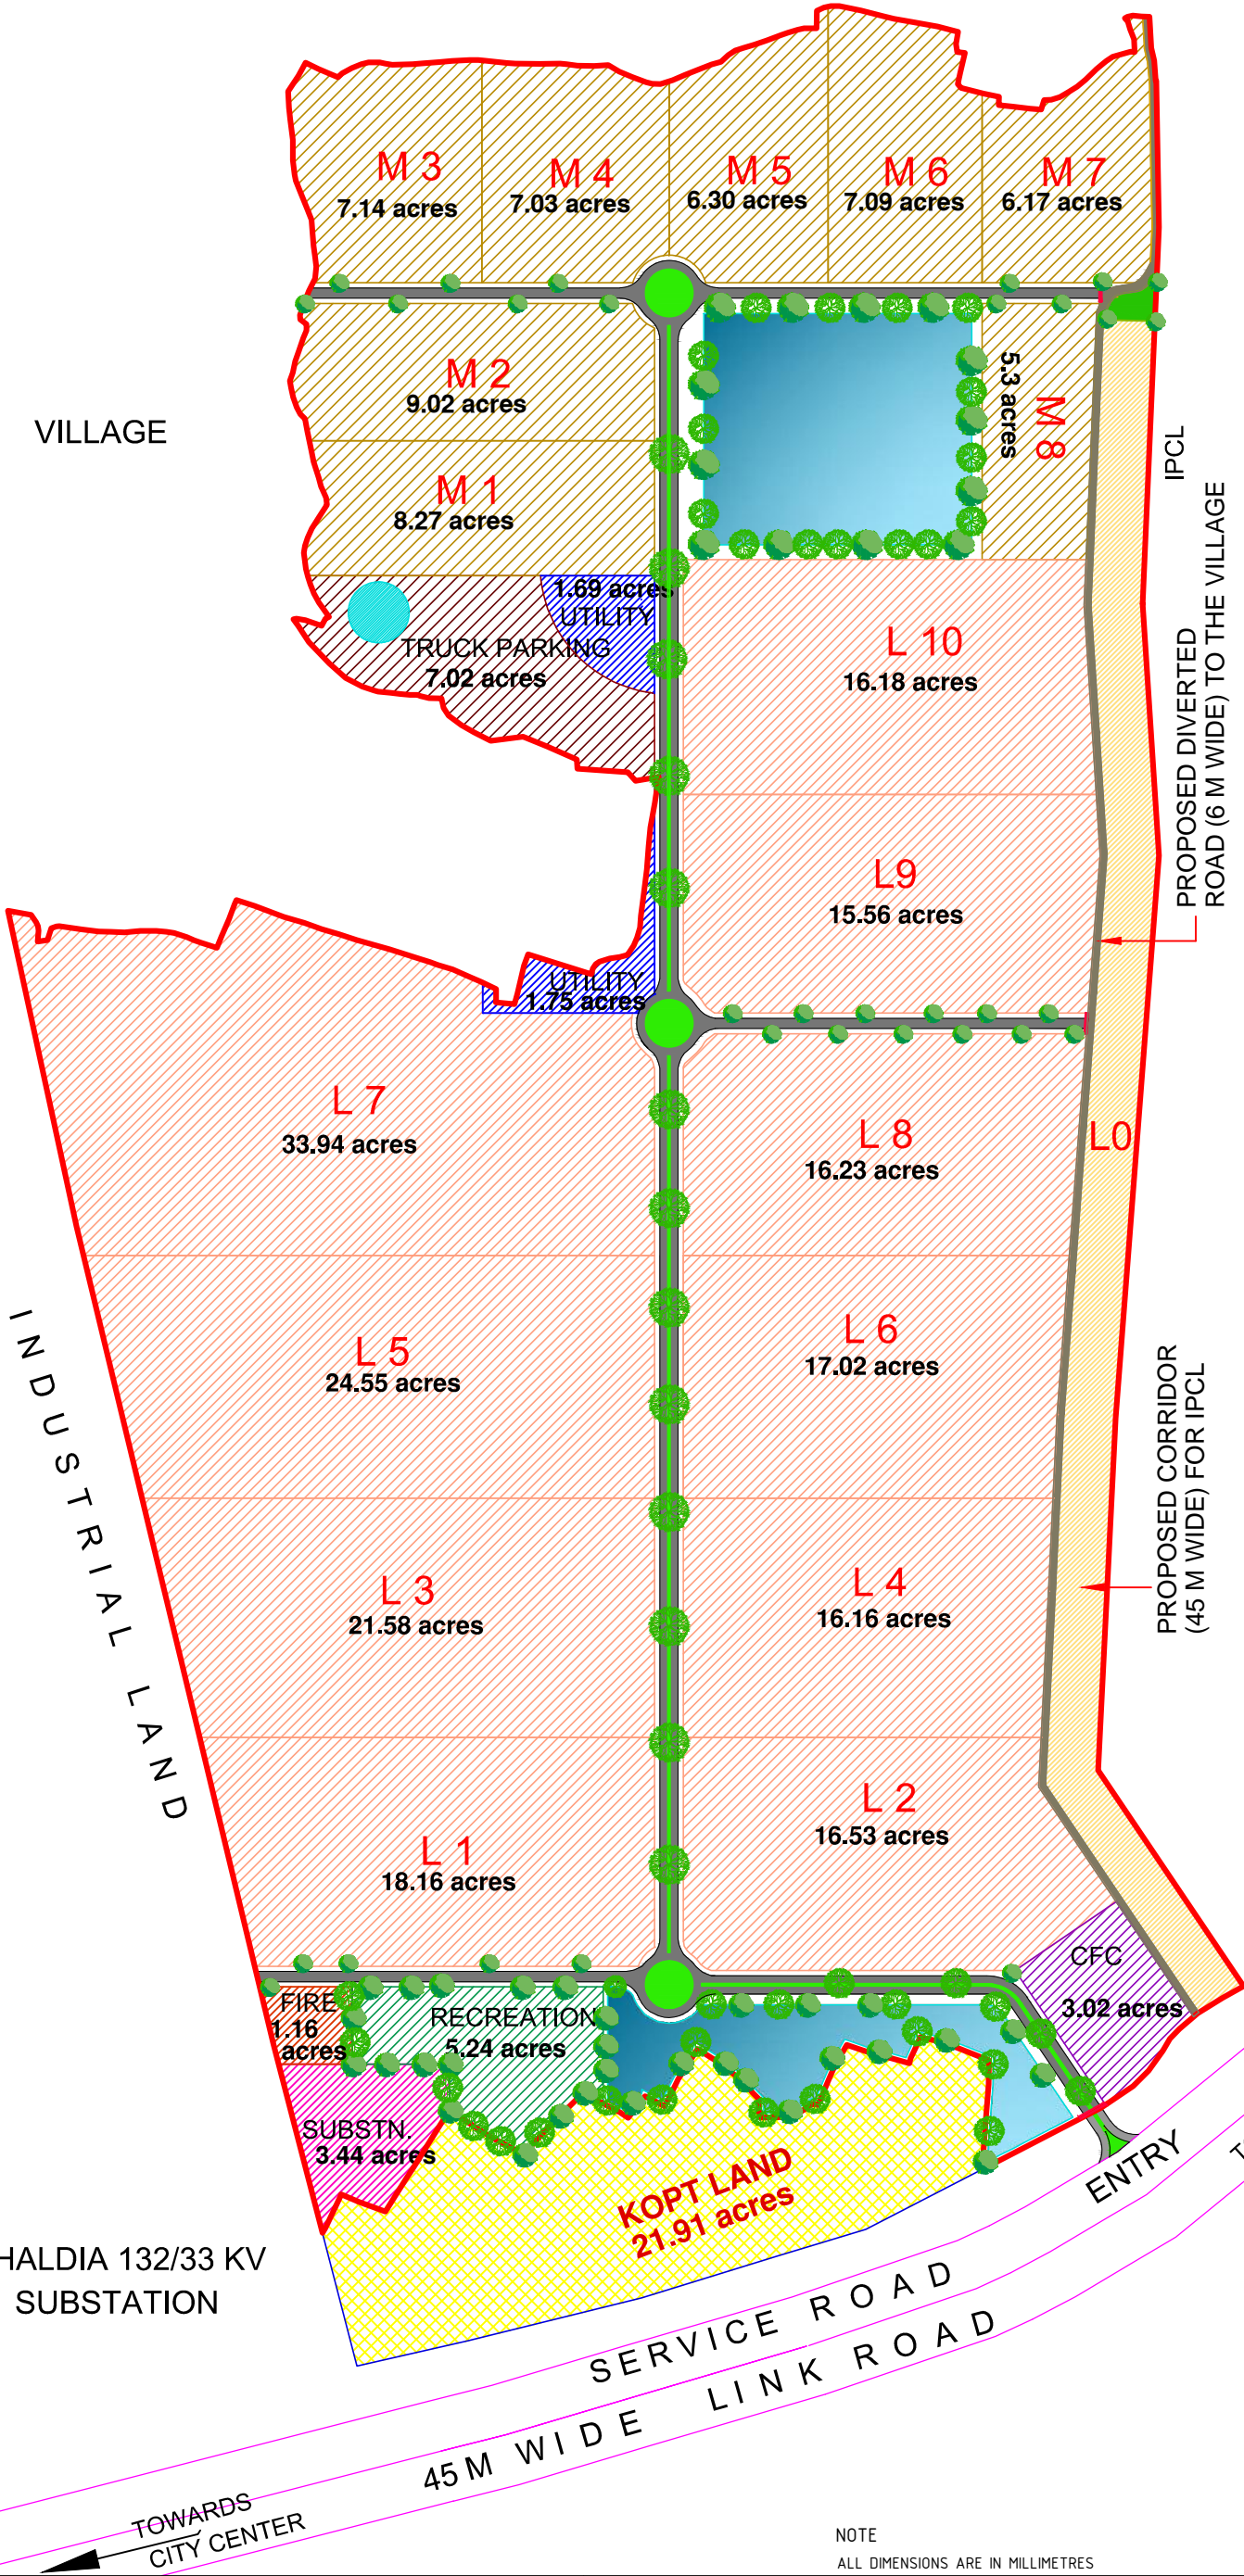 M 3
7.14 acres
M 4
7.03 acres
M 5
6.30 acres
M 6
7.09 acres
M 7
6.17 acres
M 2
9.02 acres
M 8
5.3 acres
VILLAGE
IPCL
M 1
8.27 acres
1.69 acres
UTILITY
TRUCK PARKING
7.02 acres
L 10
16.18 acres
PROPOSED DIVERTED
ROAD (6 M WIDE) TO THE VILLAGE
L9
15.56 acres
UTILITY
1.75 acres
L 7
33.94 acres
L 8
16.23 acres
L0
L 5
24.55 acres
L 6
17.02 acres
INDUSTRIAL LAND
PROPOSED CORRIDOR
(45 M WIDE) FOR IPCL
L 3
21.58 acres
L 4
16.16 acres
L 1
18.16 acres
L 2
16.53 acres
CFC
3.02 acres
FIRE
1.16
acres
RECREATION
5.24 acres
SUBSTN.
3.44 acres
KOPT LAND
21.91 acres
ENTRY
HALDIA 132/33 KV
SUBSTATION
SERVICE ROAD
45M WIDE LINK ROAD
TOWARDS
CITY CENTER
NOTE
ALL DIMENSIONS ARE IN MILLIMETRES